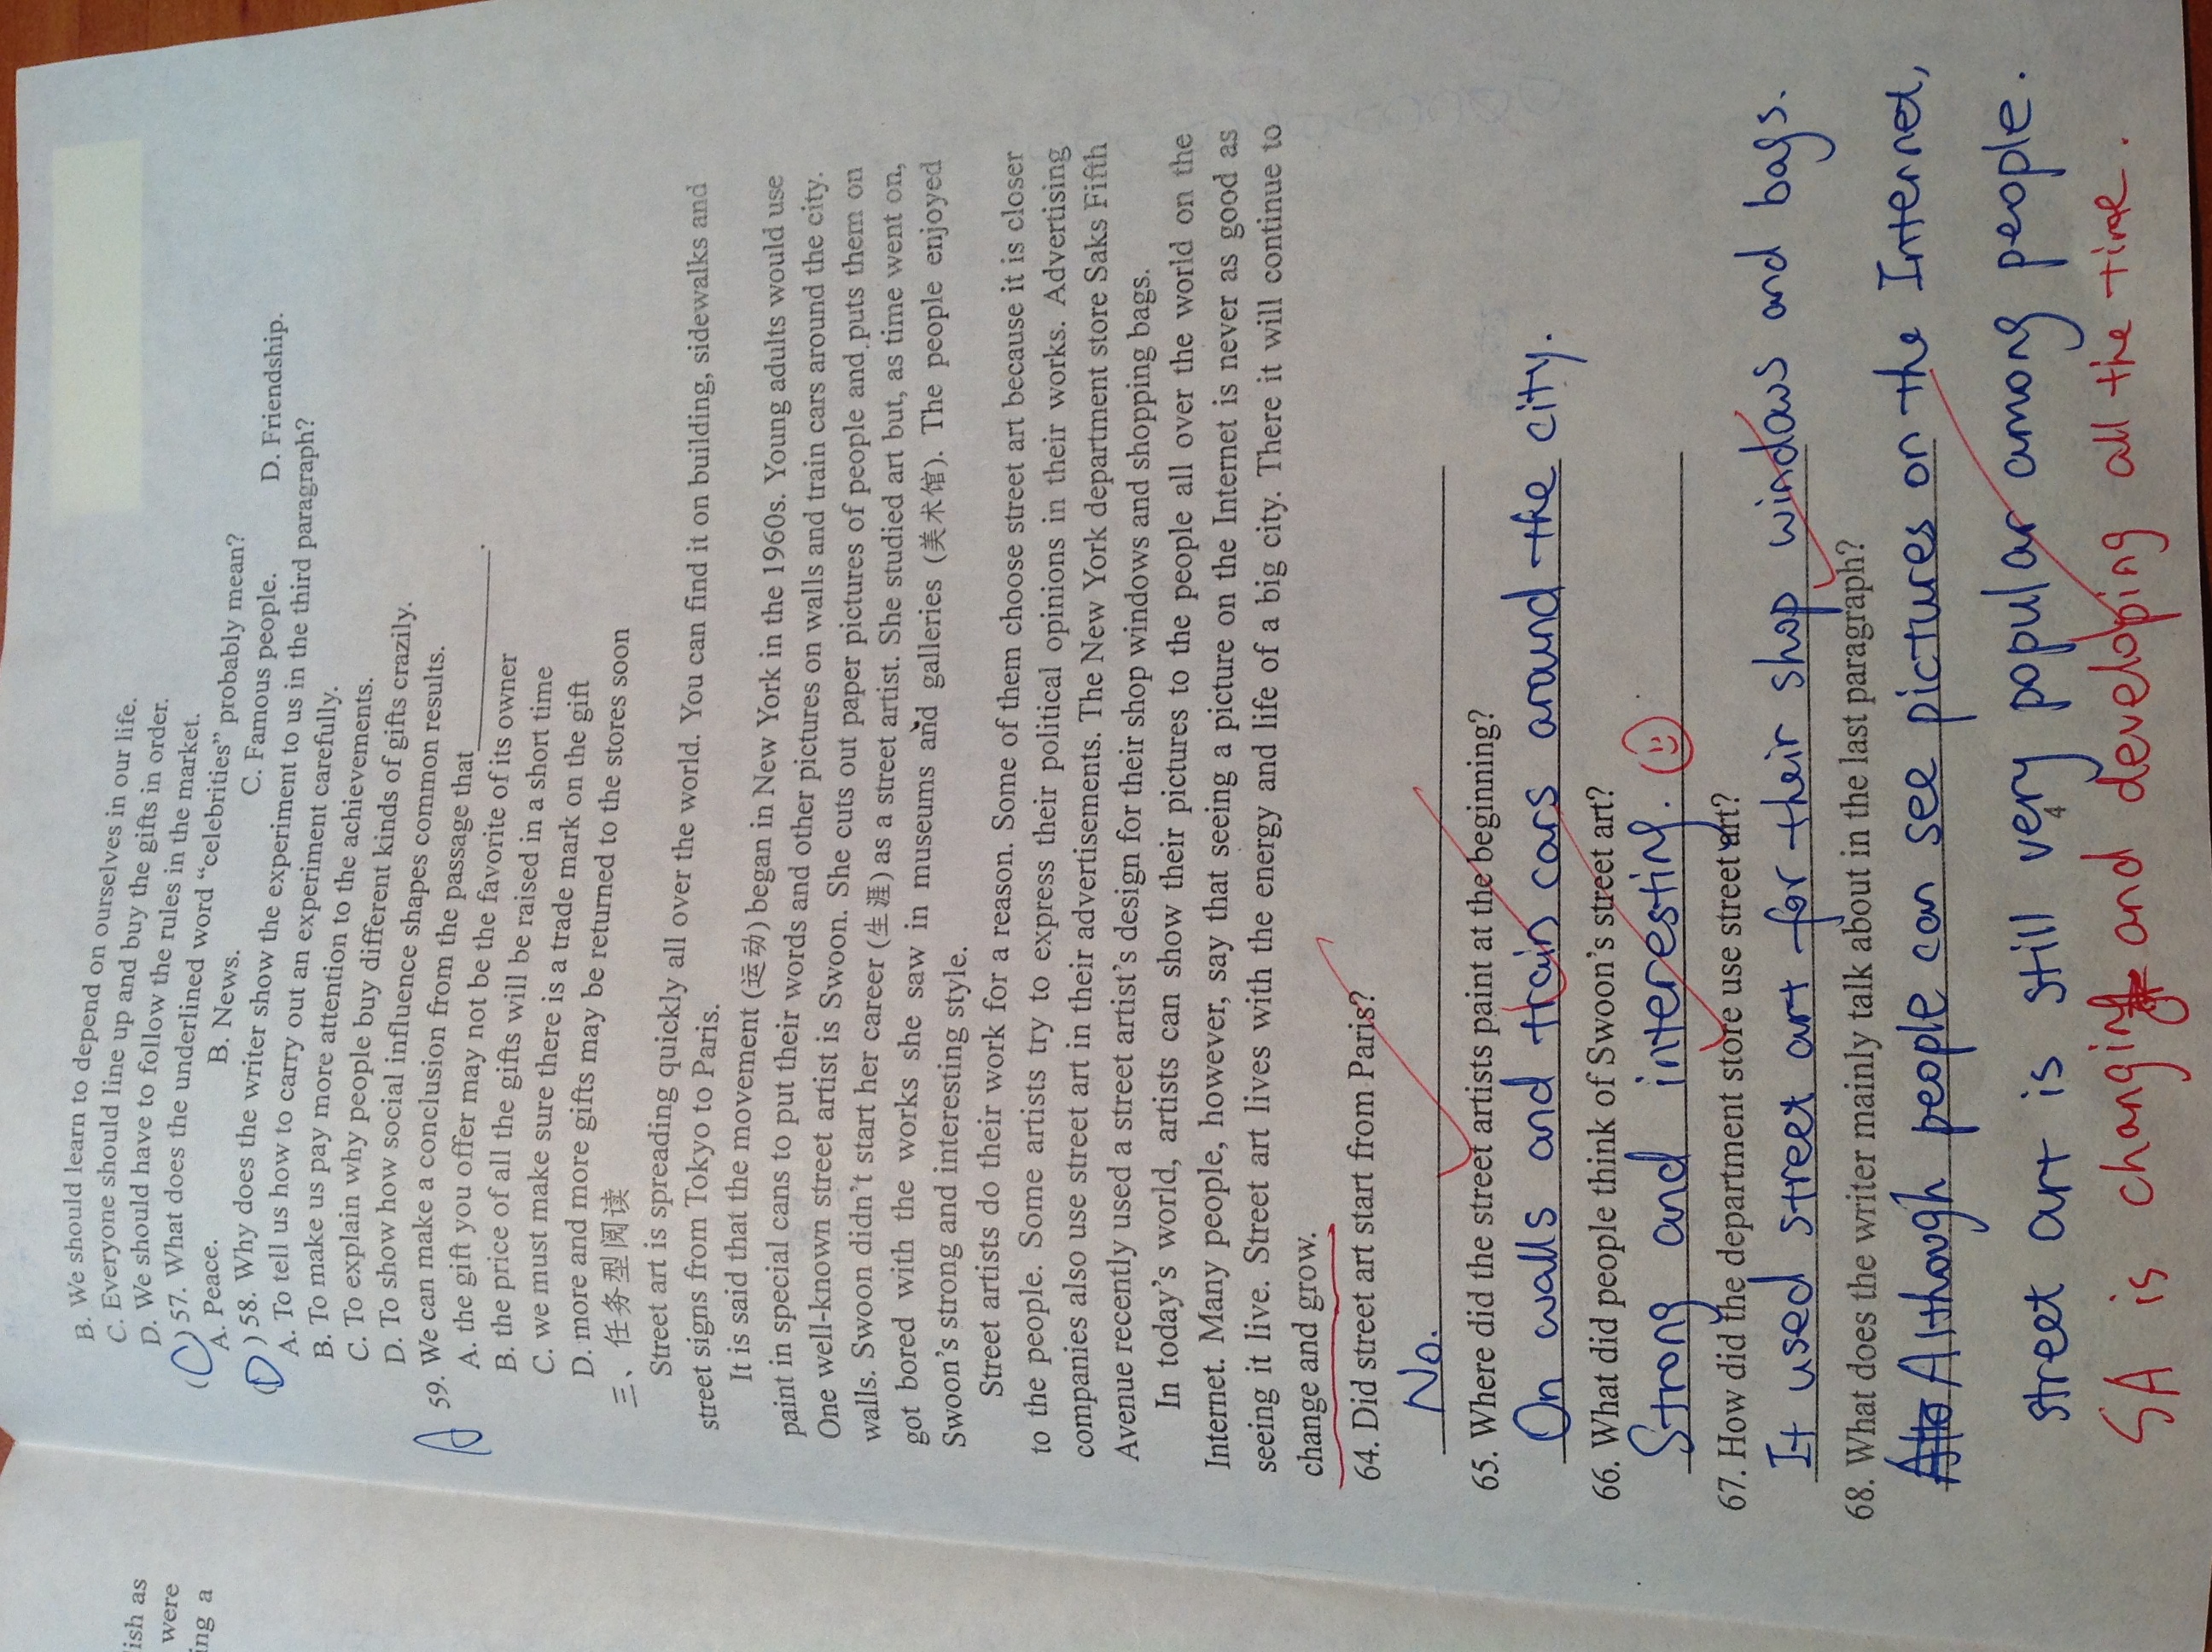 ish as
were
ing a
B. We should learn to depend on ourselves in our life.
C. Everyone should line up and buy the gifts in order.
D. We should have to follow the rules in the market.
(C) 57. What does the underlined word “celebrities” probably mean?
A. Peace. B. News. C. Famous people. D. Friendship.
(D) 58. Why does the writer show the experiment to us in the third paragraph?
A. To tell us how to carry out an experiment carefully.
B. To make us pay more attention to the achievements.
C. To explain why people buy different kinds of gifts crazily.
D. To show how social influence shapes common results.
A 59. We can make a conclusion from the passage that ____________.
A. the gift you offer may not be the favorite of its owner
B. the price of all the gifts will be raised in a short time
C. we must make sure there is a trade mark on the gift
D. more and more gifts may be returned to the stores soon
三、任务型阅读
Street art is spreading quickly all over the world. You can find it on building, sidewalks and
street signs from Tokyo to Paris.
It is said that the movement (运动) began in New York in the 1960s. Young adults would use
paint in special cans to put their words and other pictures on walls and train cars around the city.
One well-known street artist is Swoon. She cuts out paper pictures of people and puts them on
walls. Swoon didn’t start her career (生涯) as a street artist. She studied art but, as time went on,
got bored with the works she saw in museums and galleries (美术馆). The people enjoyed
Swoon’s strong and interesting style.
Street artists do their work for a reason. Some of them choose street art because it is closer
to the people. Some artists try to express their political opinions in their works. Advertising
companies also use street art in their advertisements. The New York department store Saks Fifth
Avenue recently used a street artist’s design for their shop windows and shopping bags.
In today’s world, artists can show their pictures to the people all over the world on the
Internet. Many people, however, say that seeing a picture on the Internet is never as good as
seeing it live. Street art lives with the energy and life of a big city. There it will continue to
change and grow.
64. Did street art start from Paris?
No.
65. Where did the street artists paint at the beginning?
On walls and train cars around the city.
66. What did people think of Swoon’s street art?
Strong and interesting.
67. How did the department store use street art?
It used street art for their shop windows and bags.
68. What does the writer mainly talk about in the last paragraph?
Although people can see pictures on the Internet,
street art is still very popular among people.
4
SA is changing and developing all the time.